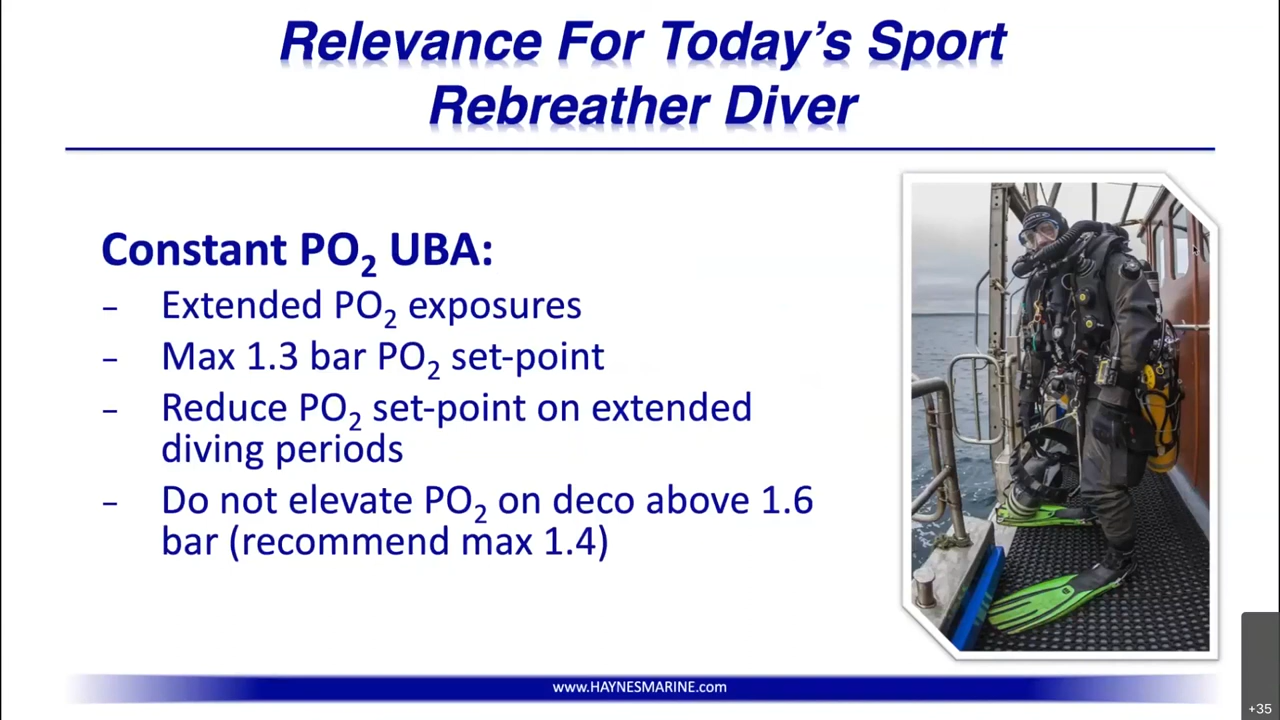 Relevance For Today’s Sport
Rebreather Diver
Constant PO₂ UBA:
– Extended PO₂ exposures
– Max 1.3 bar PO₂ set-point
– Reduce PO₂ set-point on extended
diving periods
– Do not elevate PO₂ on deco above 1.6
bar (recommend max 1.4)
www.HAYNESMARINE.com
+35